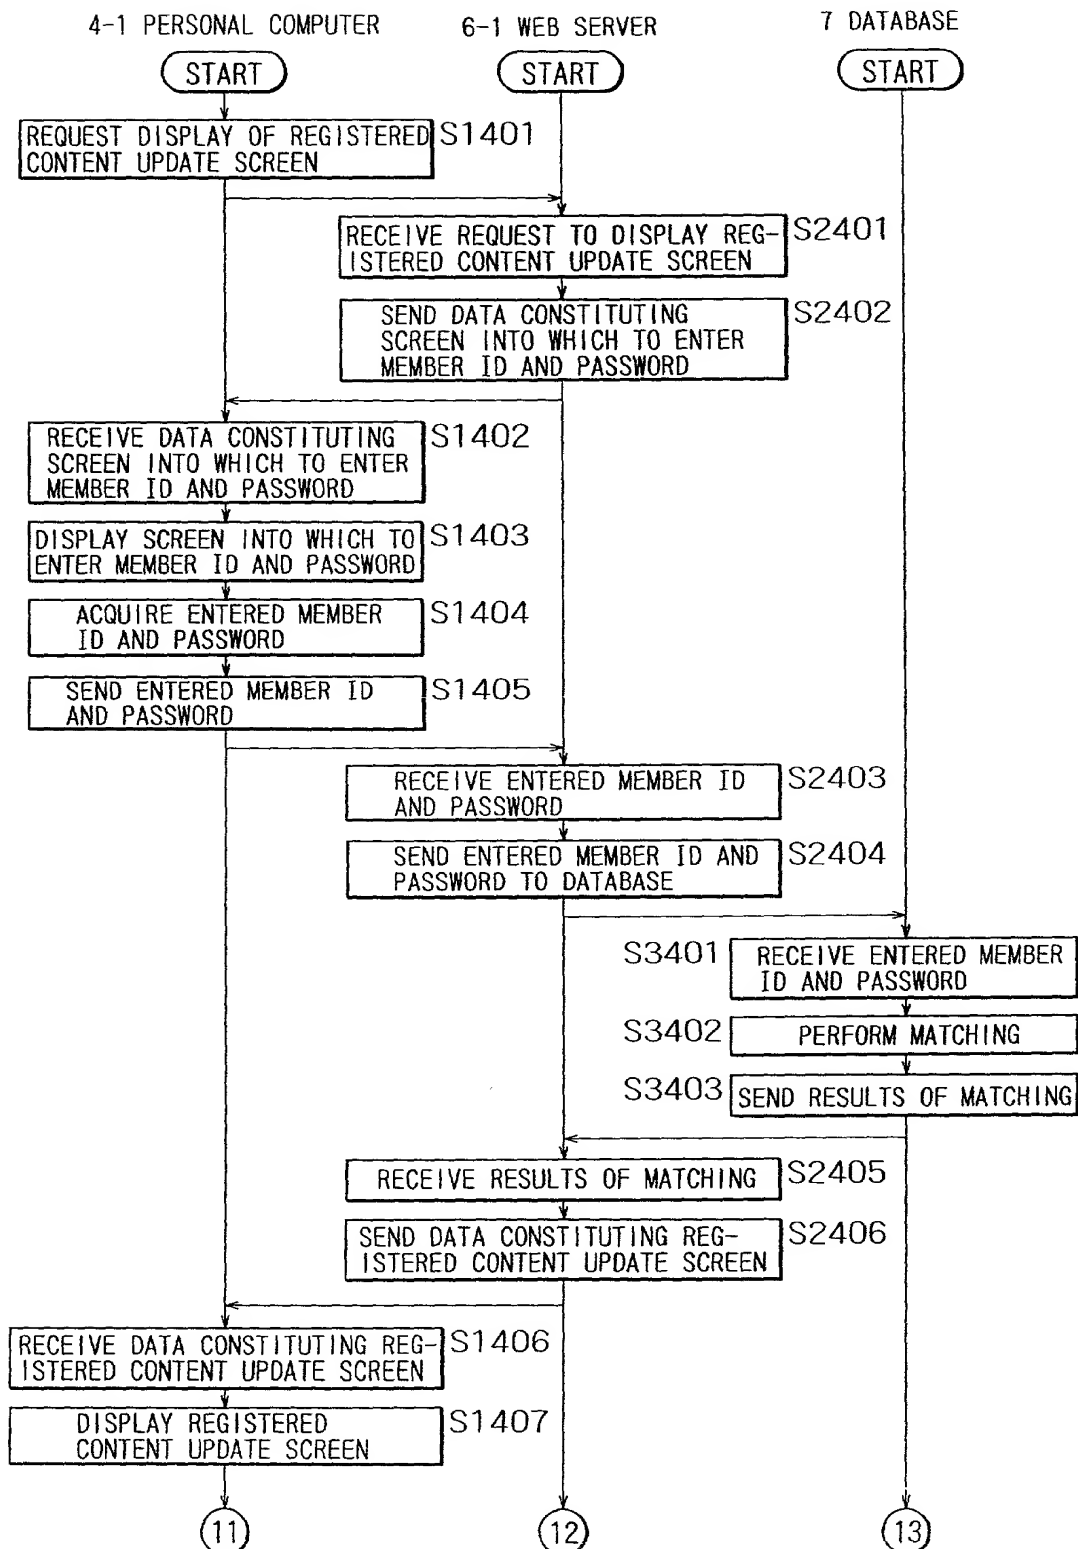 4-1 PERSONAL COMPUTER
6-1 WEB SERVER
7 DATABASE
START
START
START
REQUEST DISPLAY OF REGISTERED
CONTENT UPDATE SCREEN
S1401
RECEIVE REQUEST TO DISPLAY REG-
ISTERED CONTENT UPDATE SCREEN
S2401
SEND DATA CONSTITUTING
SCREEN INTO WHICH TO ENTER
MEMBER ID AND PASSWORD
S2402
RECEIVE DATA CONSTITUTING
SCREEN INTO WHICH TO ENTER
MEMBER ID AND PASSWORD
S1402
DISPLAY SCREEN INTO WHICH TO
ENTER MEMBER ID AND PASSWORD
S1403
ACQUIRE ENTERED MEMBER
ID AND PASSWORD
S1404
SEND ENTERED MEMBER ID
AND PASSWORD
S1405
RECEIVE ENTERED MEMBER ID
AND PASSWORD
S2403
SEND ENTERED MEMBER ID AND
PASSWORD TO DATABASE
S2404
S3401
RECEIVE ENTERED MEMBER
ID AND PASSWORD
S3402
PERFORM MATCHING
S3403
SEND RESULTS OF MATCHING
RECEIVE RESULTS OF MATCHING
S2405
SEND DATA CONSTITUTING REG-
ISTERED CONTENT UPDATE SCREEN
S2406
RECEIVE DATA CONSTITUTING REG-
ISTERED CONTENT UPDATE SCREEN
S1406
DISPLAY REGISTERED
CONTENT UPDATE SCREEN
S1407
11
12
13